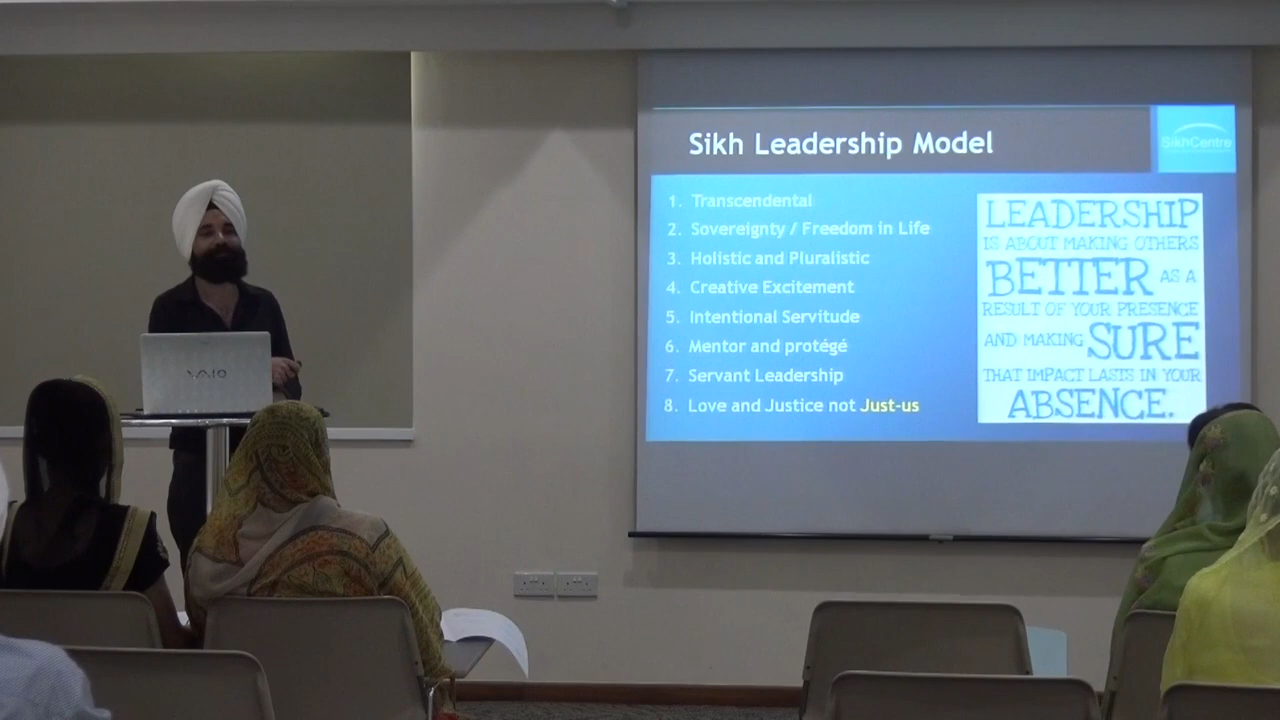 Sikh Leadership Model
SikhCentre
1. Transcendental
2. Sovereignty / Freedom in Life
3. Holistic and Pluralistic
4. Creative Excitement
5. Intentional Servitude
6. Mentor and protégé
7. Servant Leadership
8. Love and Justice not Just-us
LEADERSHIP
IS ABOUT MAKING OTHERS
BETTER AS A
RESULT OF YOUR PRESENCE
AND MAKING SURE
THAT IMPACT LASTS IN YOUR
ABSENCE.
VAIO